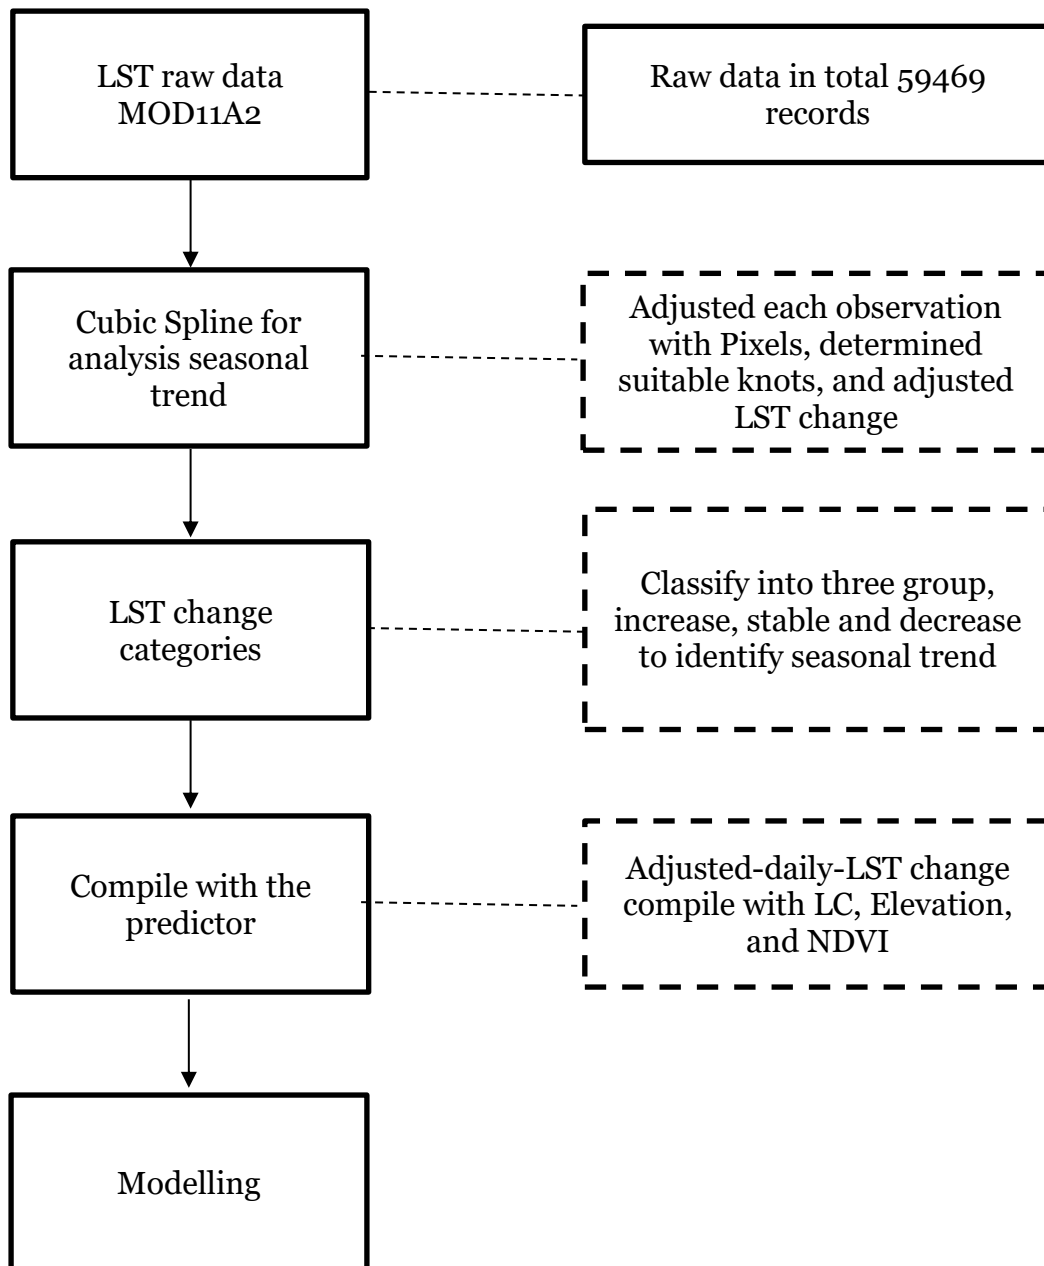 LST raw data
MOD11A2
Raw data in total 59469
records
Cubic Spline for
analysis seasonal
trend
Adjusted each observation
with Pixels, determined
suitable knots, and adjusted
LST change
LST change
categories
Classify into three group,
increase, stable and decrease
to identify seasonal trend
Compile with the
predictor
Adjusted-daily-LST change
compile with LC, Elevation,
and NDVI
Modelling